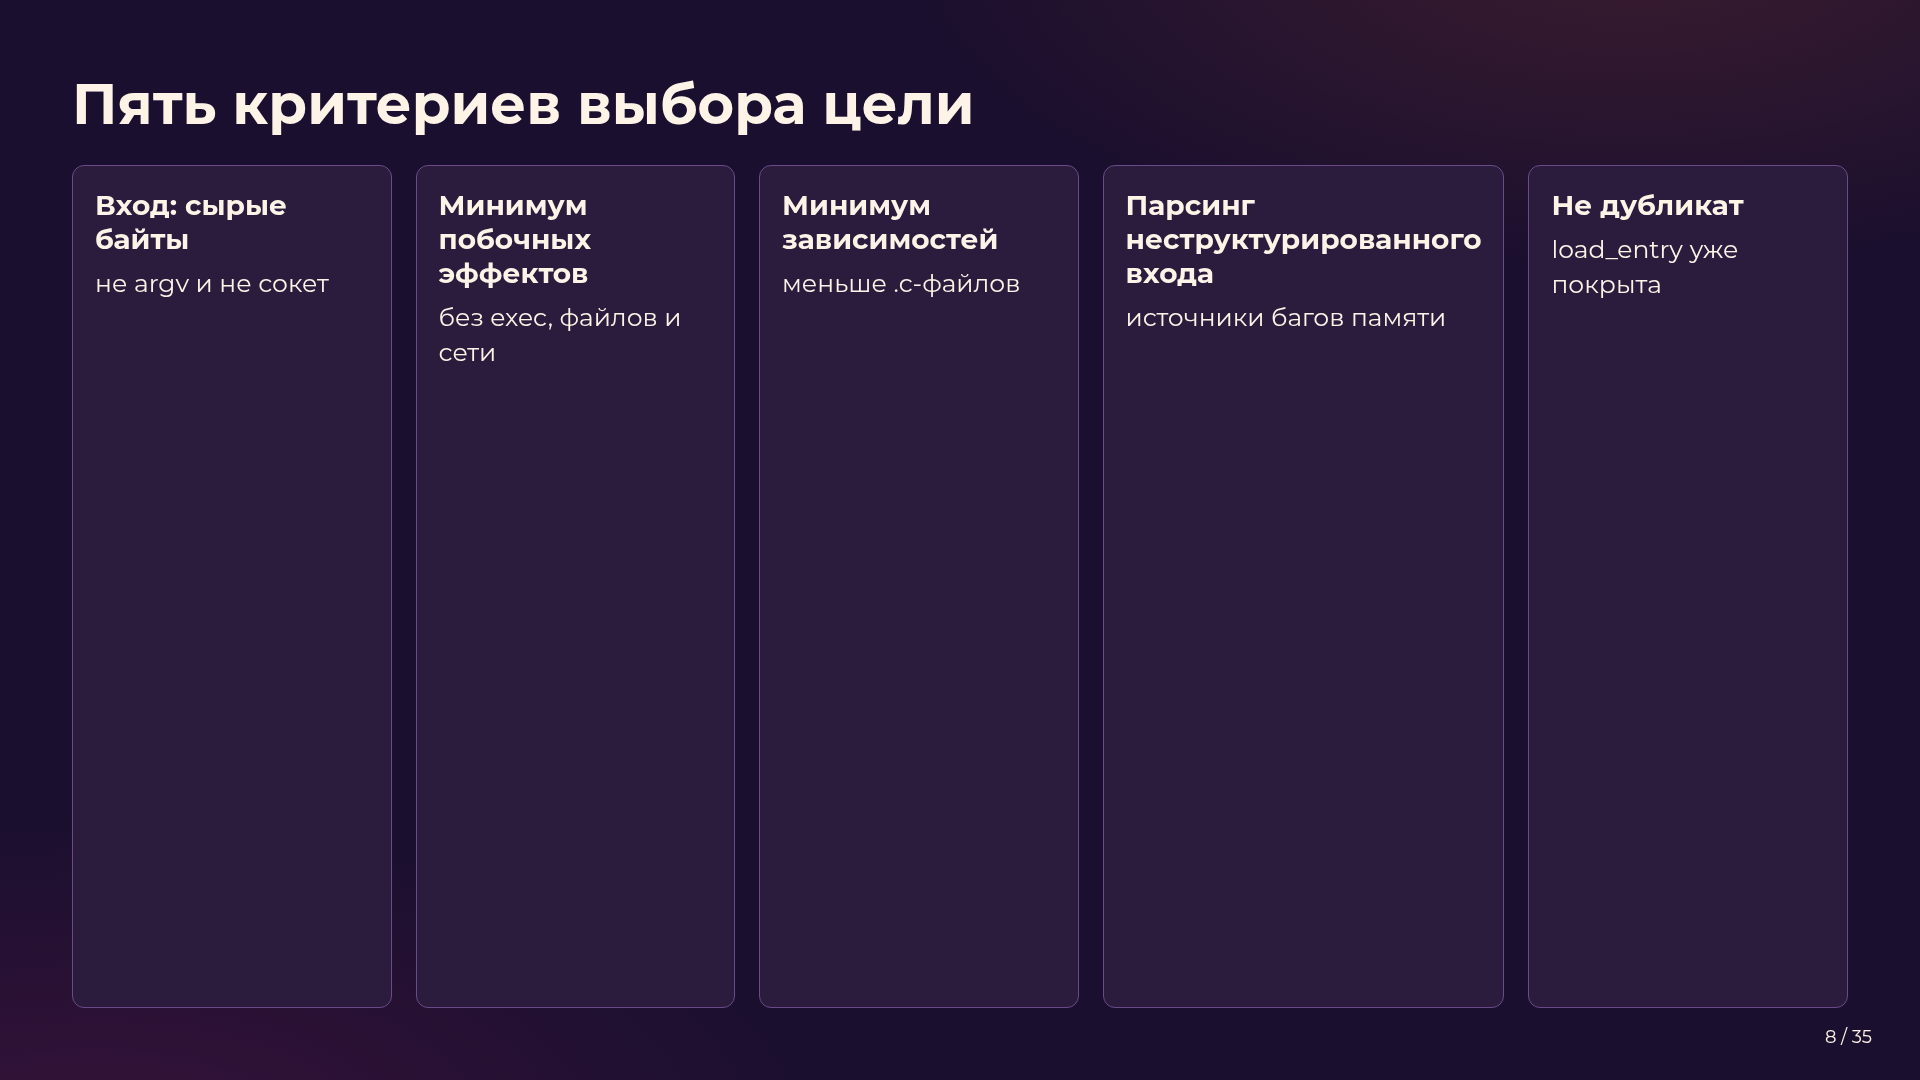 Пять критериев выбора цели
Вход: сырые
байты
не argv и не сокет
Минимум
побочных
эффектов
без exec, файлов и
сети
Минимум
зависимостей
меньше .c-файлов
Парсинг
неструктурированного
входа
источники багов памяти
Не дубликат
load_entry уже
покрыта
8 / 35